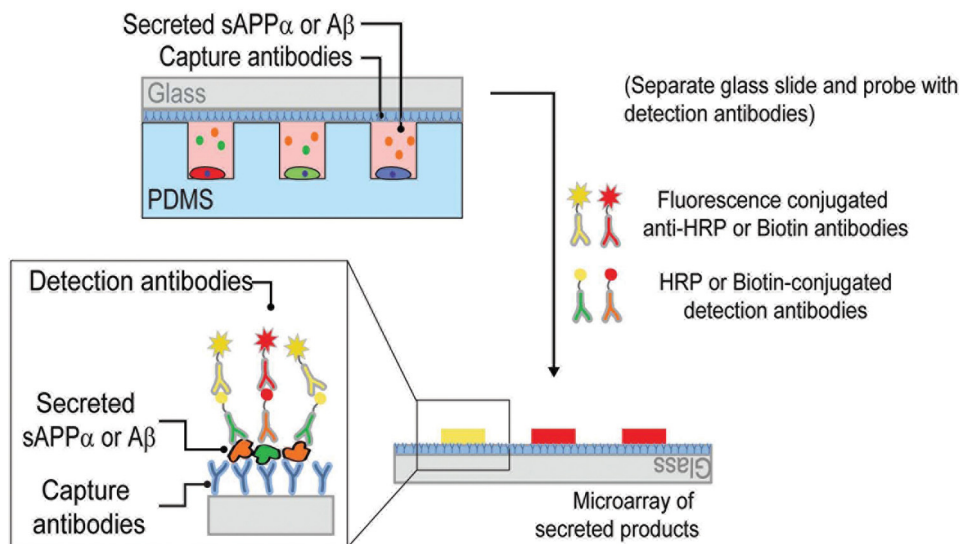 Secreted sAPPα or Aβ
Capture antibodies
Glass
PDMS
(Separate glass slide and probe with
detection antibodies)
Fluorescence conjugated
anti-HRP or Biotin antibodies
HRP or Biotin-conjugated
detection antibodies
Detection antibodies
Secreted
sAPPα or Aβ
Capture
antibodies
Glass
Microarray of
secreted products